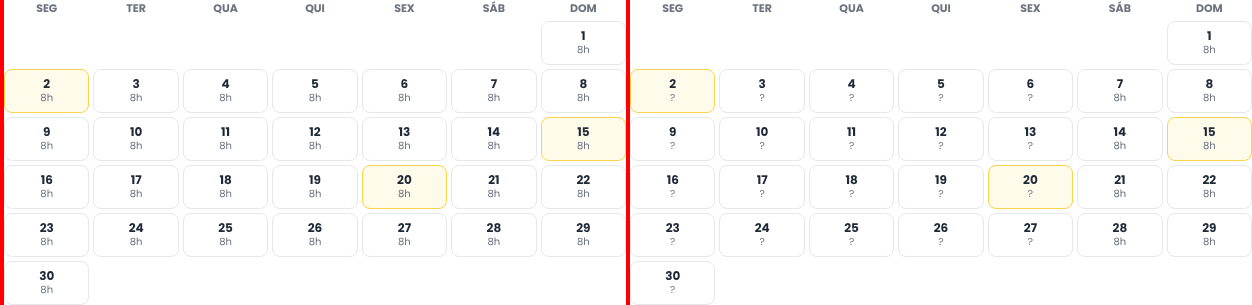 SEG TER QUA QUI SEX SÁB DOM
1
8h
2 3 4 5 6 7 8
8h 8h 8h 8h 8h 8h 8h
9 10 11 12 13 14 15
8h 8h 8h 8h 8h 8h 8h
16 17 18 19 20 21 22
8h 8h 8h 8h 8h 8h 8h
23 24 25 26 27 28 29
8h 8h 8h 8h 8h 8h 8h
30
8h
SEG TER QUA QUI SEX SÁB DOM
1
8h
2 3 4 5 6 7 8
? ? ? ? ? 8h 8h
9 10 11 12 13 14 15
? ? ? ? ? 8h 8h
16 17 18 19 20 21 22
? ? ? ? ? 8h 8h
23 24 25 26 27 28 29
? ? ? ? ? 8h 8h
30
?